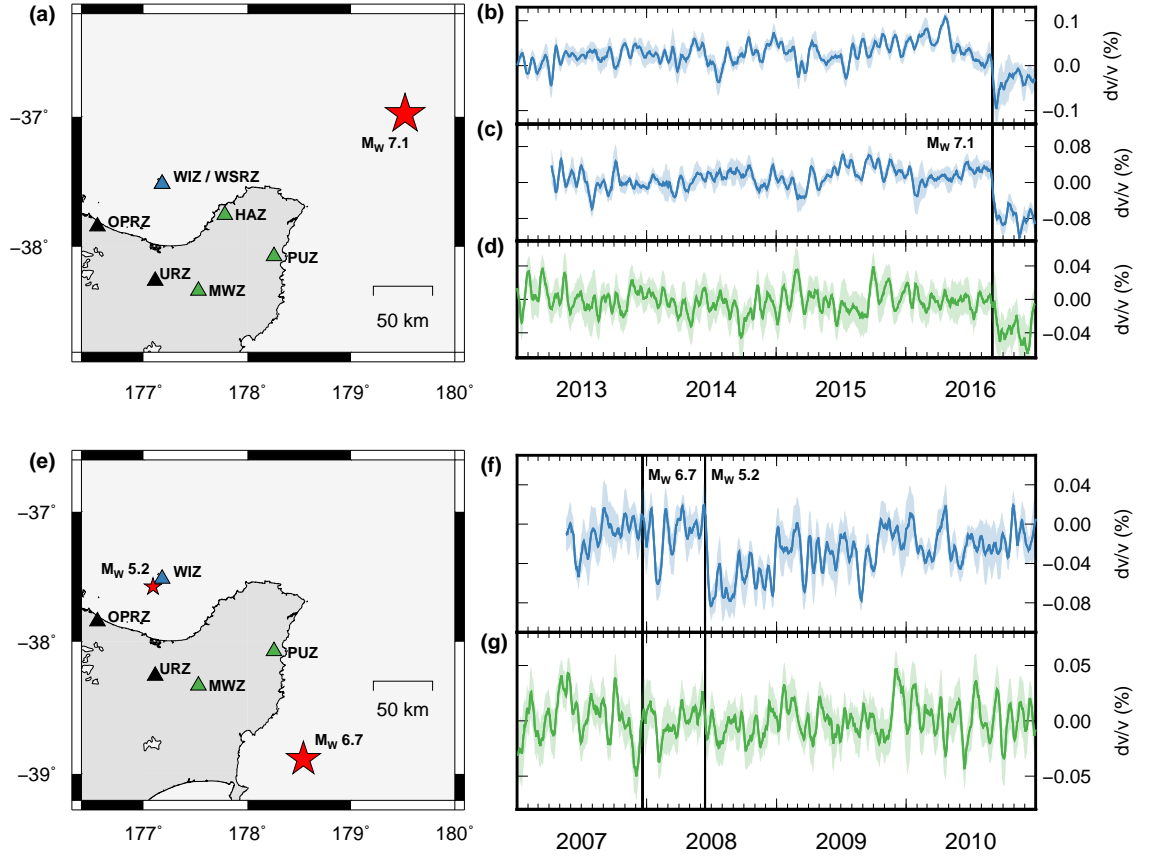 (a)
−37°
−38°
M_W 7.1
WIZ / WSRZ
HAZ
OPRZ
PUZ
URZ
MWZ
50 km
177° 178° 179° 180°
(b)
0.1
0.0
−0.1
dv/v (%)
(c)
M_W 7.1
0.08
0.00
−0.08
dv/v (%)
(d)
0.04
0.00
−0.04
dv/v (%)
2013 2014 2015 2016
(e)
−37°
−38°
−39°
M_W 5.2
WIZ
OPRZ
PUZ
URZ
MWZ
50 km
M_W 6.7
177° 178° 179° 180°
(f)
M_W 6.7 M_W 5.2
0.04
0.00
−0.04
−0.08
dv/v (%)
(g)
0.05
0.00
−0.05
dv/v (%)
2007 2008 2009 2010